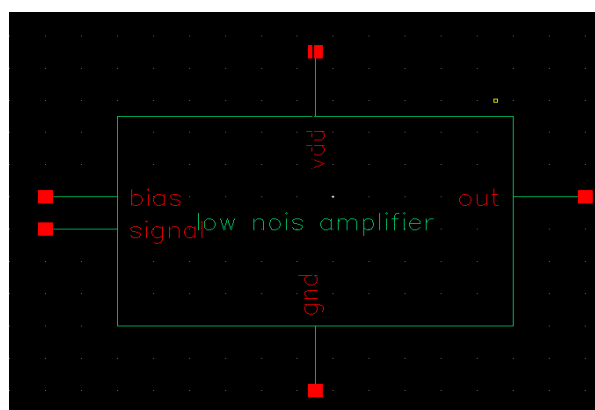 vdd
bias
out
signal
low nois amplifier
gnd